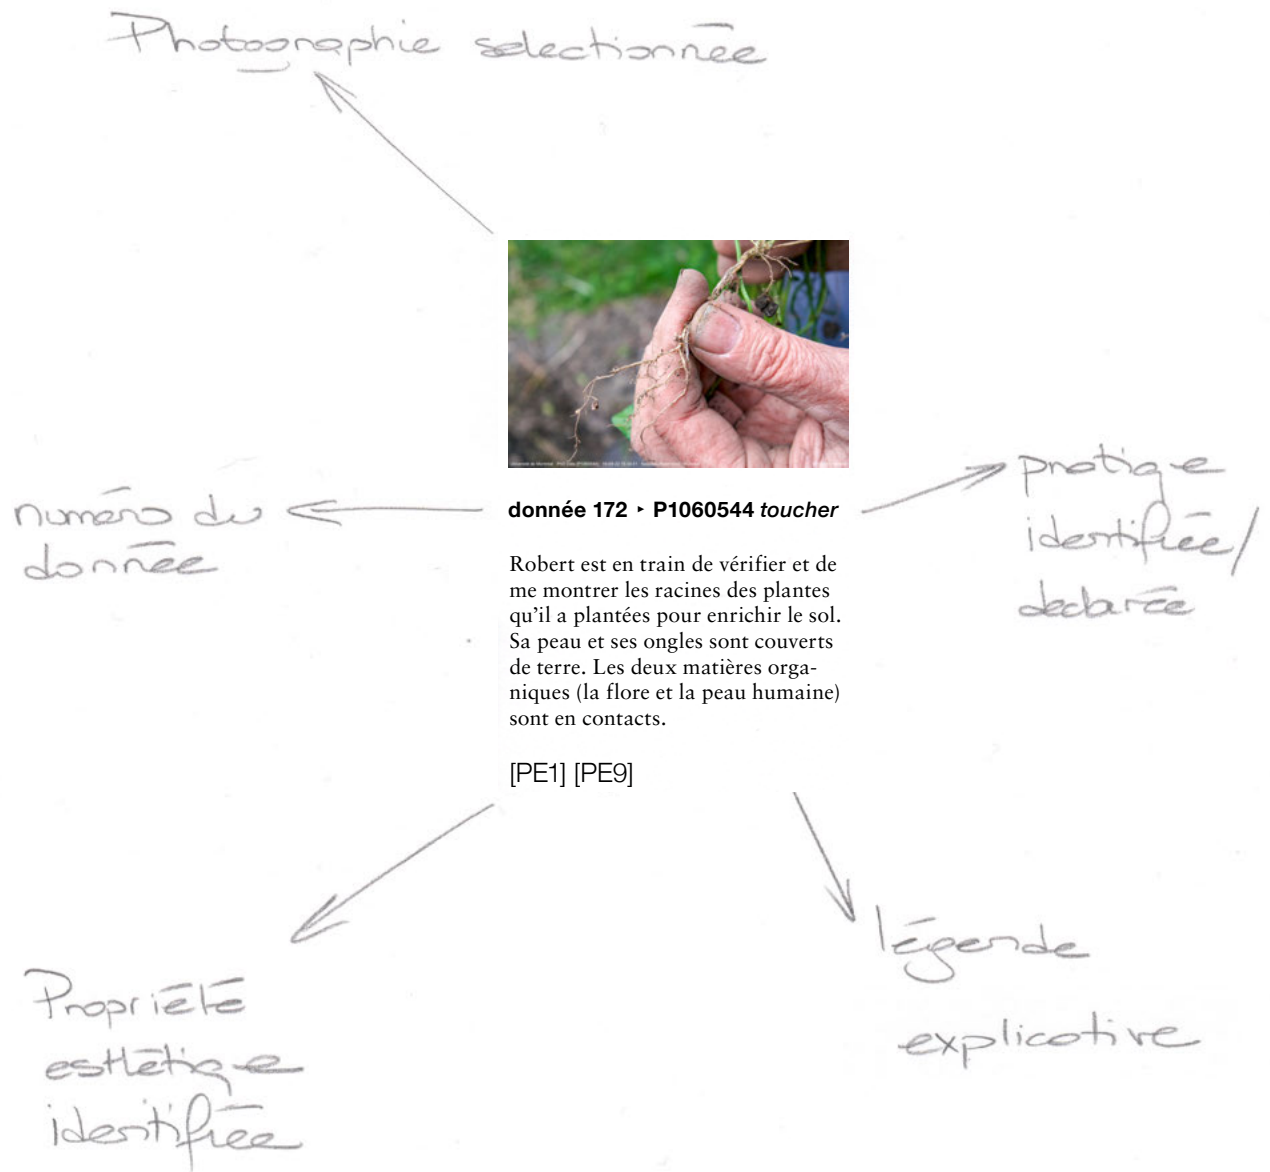 Photographie selectionnée
donnée 172 ‣ P1060544 toucher
numéro du
donnée
pratique
identifiée/
declarée
Robert est en train de vérifier et de
me montrer les racines des plantes
qu'il a plantées pour enrichir le sol.
Sa peau et ses ongles sont couverts
de terre. Les deux matières orga-
niques (la flore et la peau humaine)
sont en contacts.
[PE1] [PE9]
légende
explicative
Propriété
esthétique
identifiée